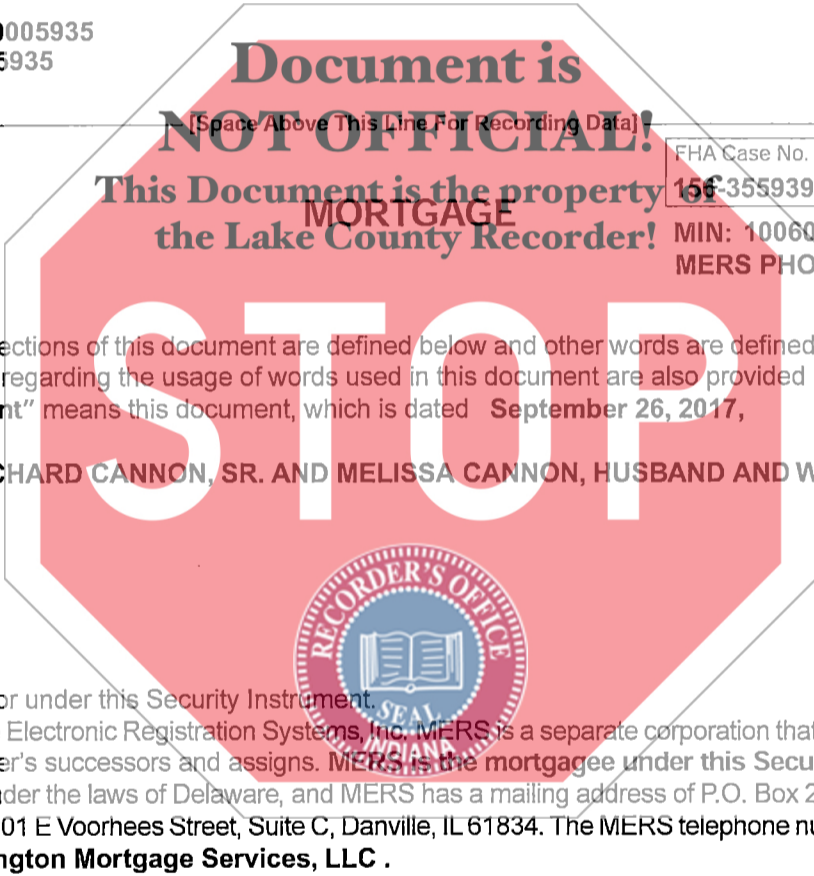 005935
5935
Document is
[Space Above This Line For Recording Data]
NOT OFFICIAL!
FHA Case No.
156-355939
This Document is the property of
MORTGAGE
the Lake County Recorder!
MIN: 10060
MERS PHO
ections of this document are defined below and other words are defined
regarding the usage of words used in this document are also provided
nt” means this document, which is dated September 26, 2017,
STOP
CHARD CANNON, SR. AND MELISSA CANNON, HUSBAND AND W
RECORDER'S OFFICE
SEAL
INDIANA
or under this Security Instrument.
Electronic Registration Systems, Inc. MERS is a separate corporation that
er's successors and assigns. MERS is the mortgagee under this Secu
der the laws of Delaware, and MERS has a mailing address of P.O. Box 2
01 E Voorhees Street, Suite C, Danville, IL 61834. The MERS telephone nu
ngton Mortgage Services, LLC .